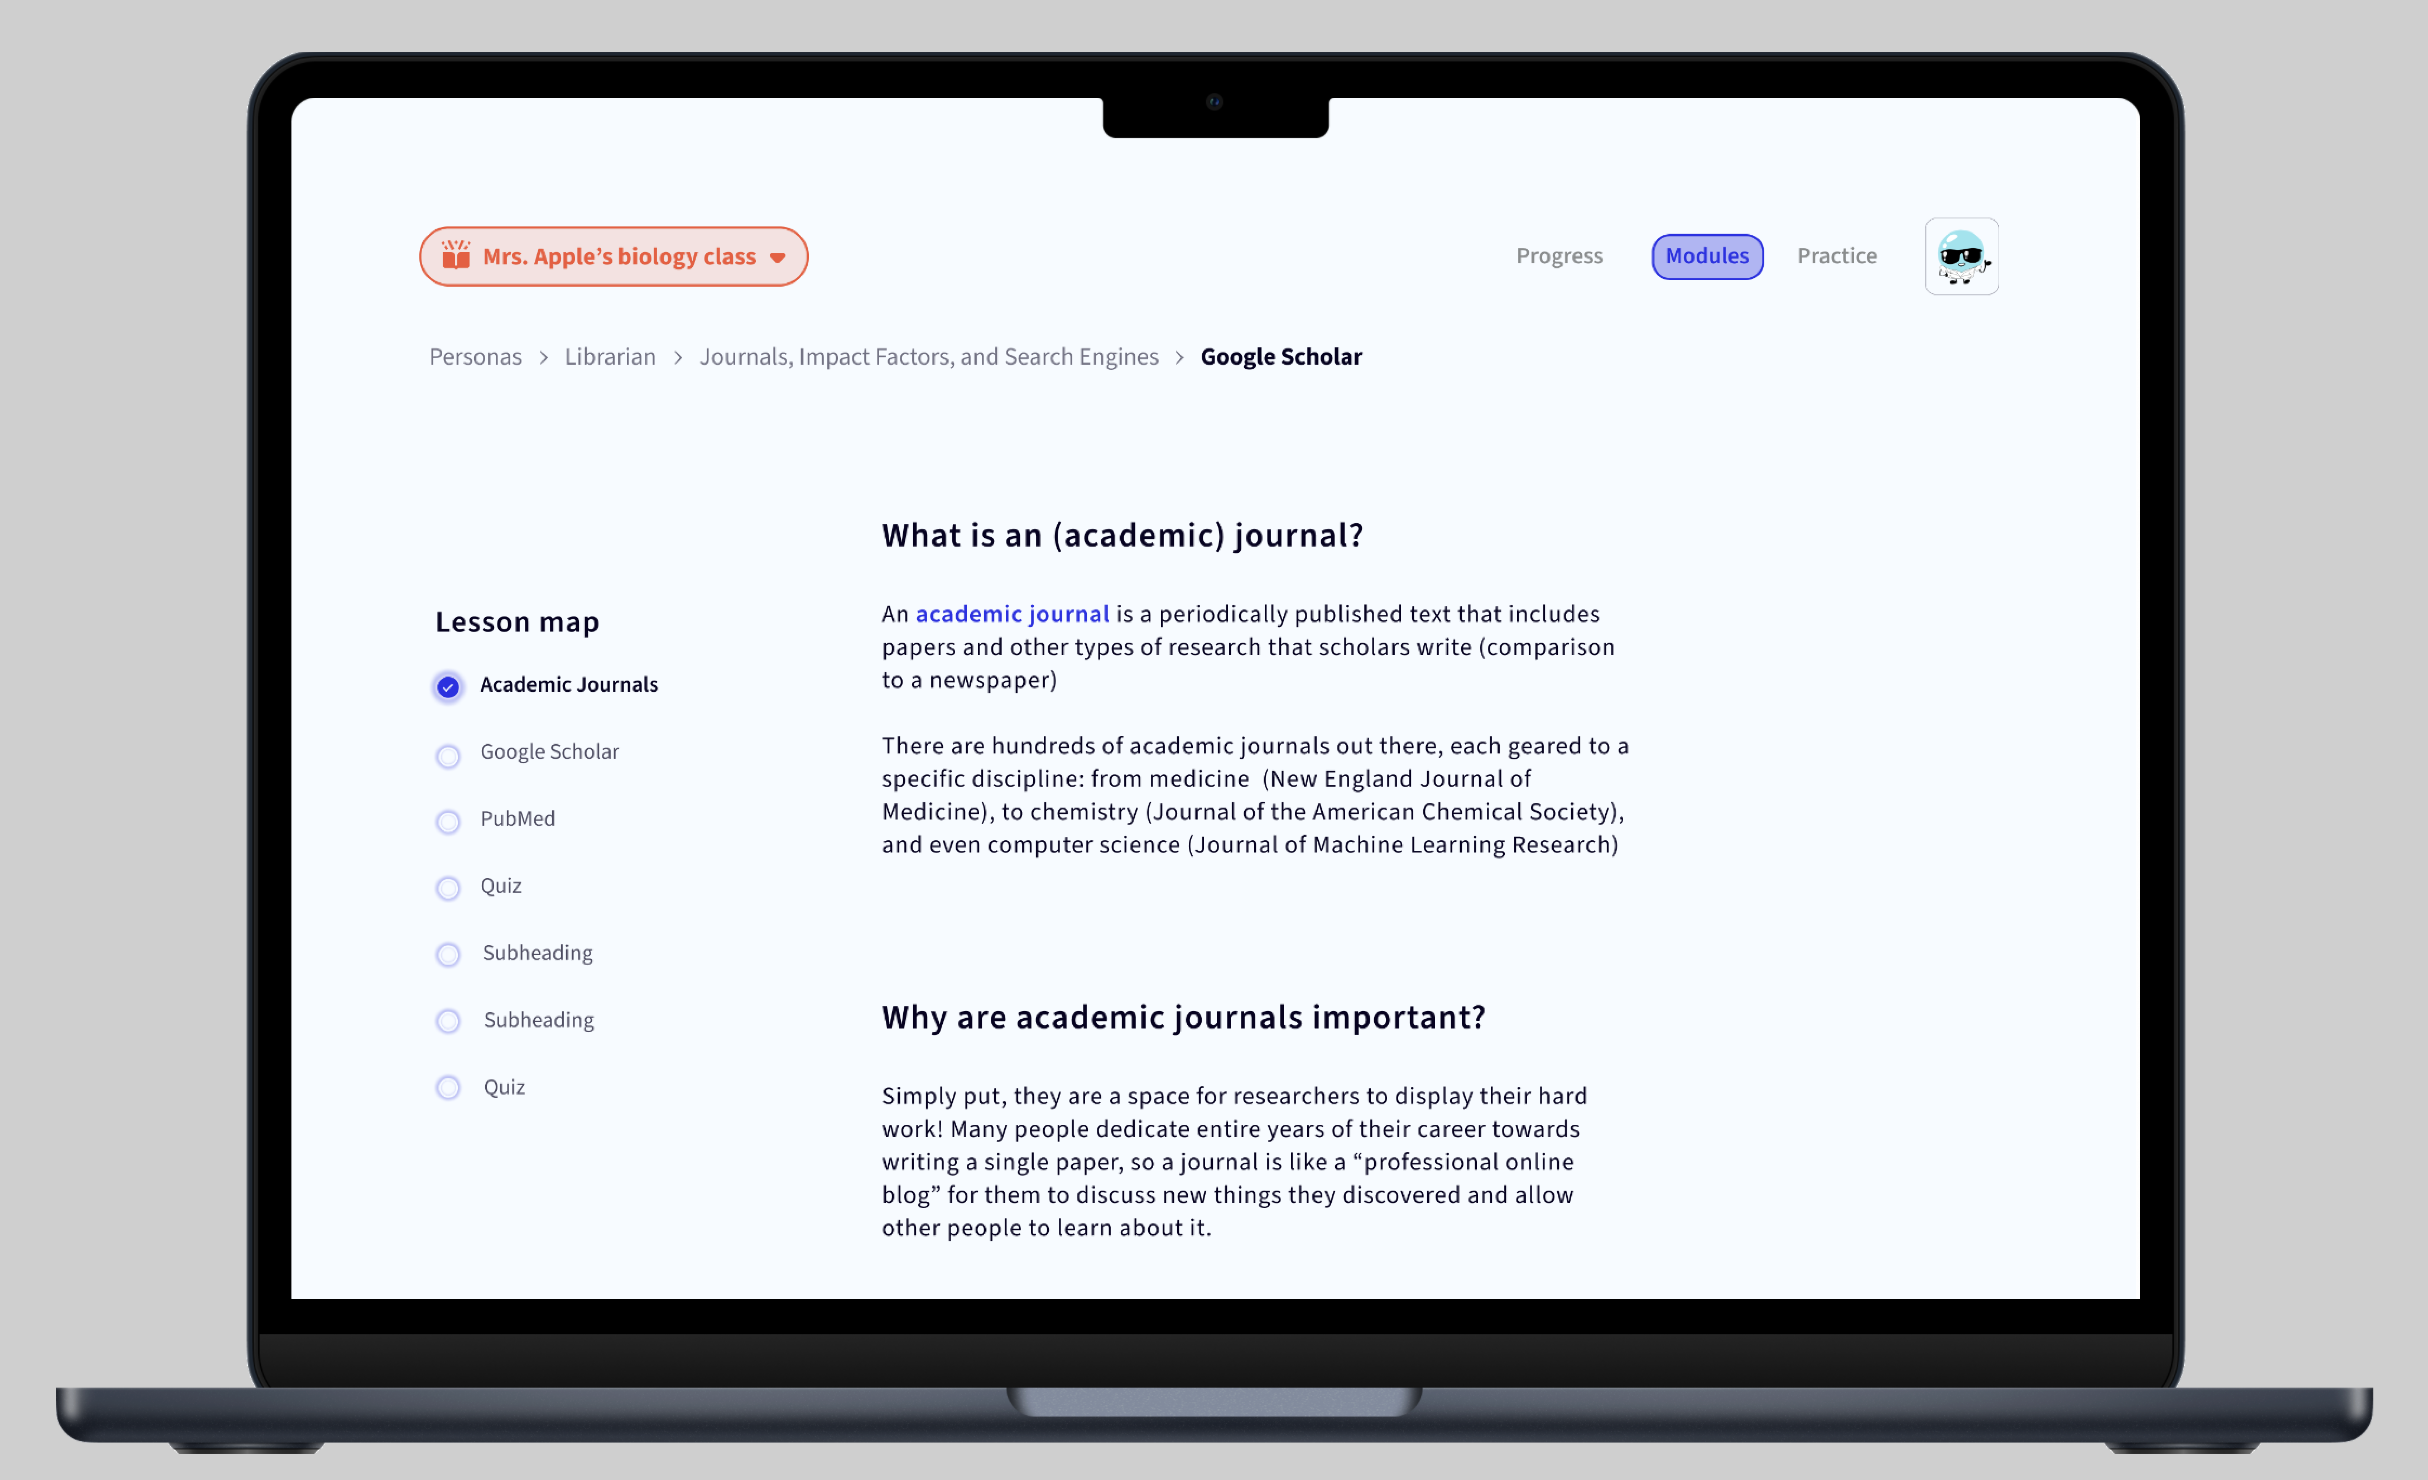 Mrs. Apple’s biology class
Progress
Modules
Practice
Personas > Librarian > Journals, Impact Factors, and Search Engines > Google Scholar
Lesson map
Academic Journals
Google Scholar
PubMed
Quiz
Subheading
Subheading
Quiz
What is an (academic) journal?
An academic journal is a periodically published text that includes
papers and other types of research that scholars write (comparison
to a newspaper)
There are hundreds of academic journals out there, each geared to a
specific discipline: from medicine (New England Journal of
Medicine), to chemistry (Journal of the American Chemical Society),
and even computer science (Journal of Machine Learning Research)
Why are academic journals important?
Simply put, they are a space for researchers to display their hard
work! Many people dedicate entire years of their career towards
writing a single paper, so a journal is like a “professional online
blog” for them to discuss new things they discovered and allow
other people to learn about it.